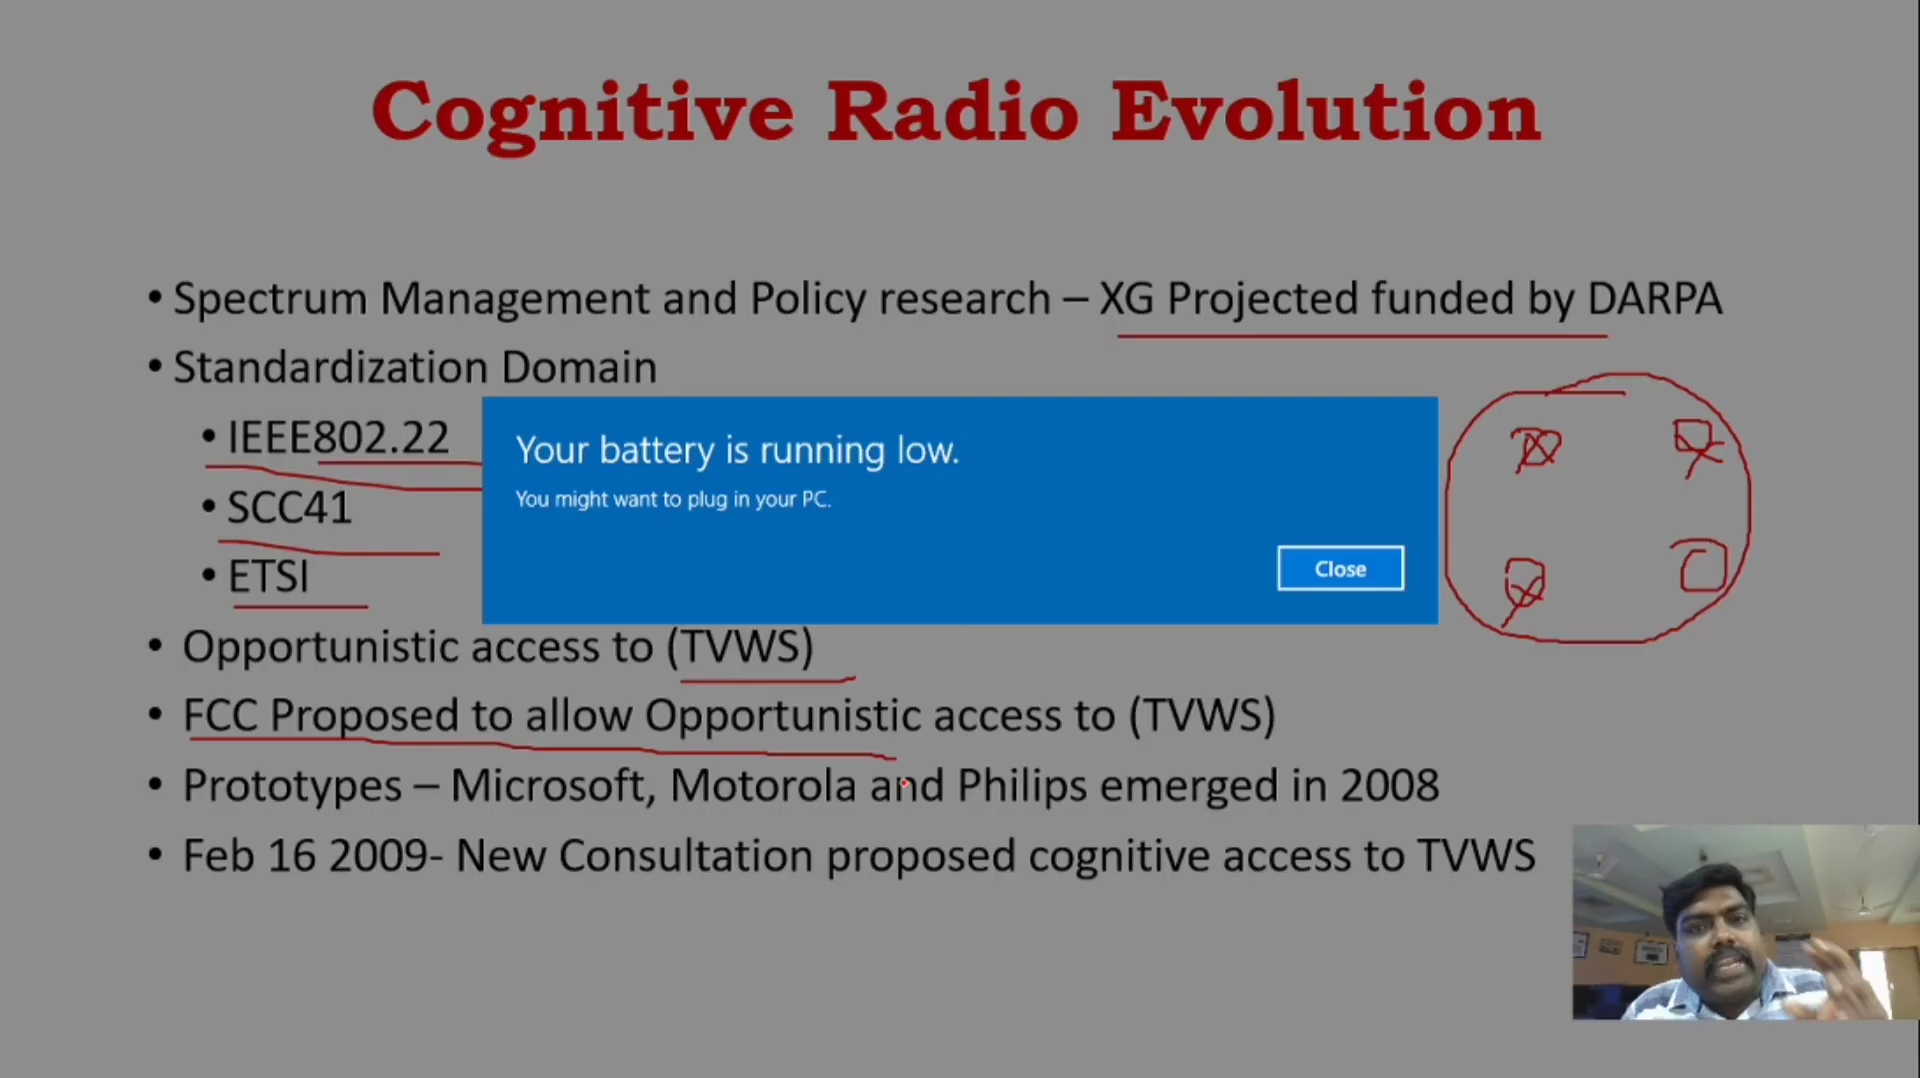 Cognitive Radio Evolution
• Spectrum Management and Policy research – XG Projected funded by DARPA
• Standardization Domain
• IEEE802.22
• SCC41
• ETSI
Your battery is running low.
You might want to plug in your PC.
Close
• Opportunistic access to (TVWS)
• FCC Proposed to allow Opportunistic access to (TVWS)
• Prototypes – Microsoft, Motorola and Philips emerged in 2008
• Feb 16 2009- New Consultation proposed cognitive access to TVWS